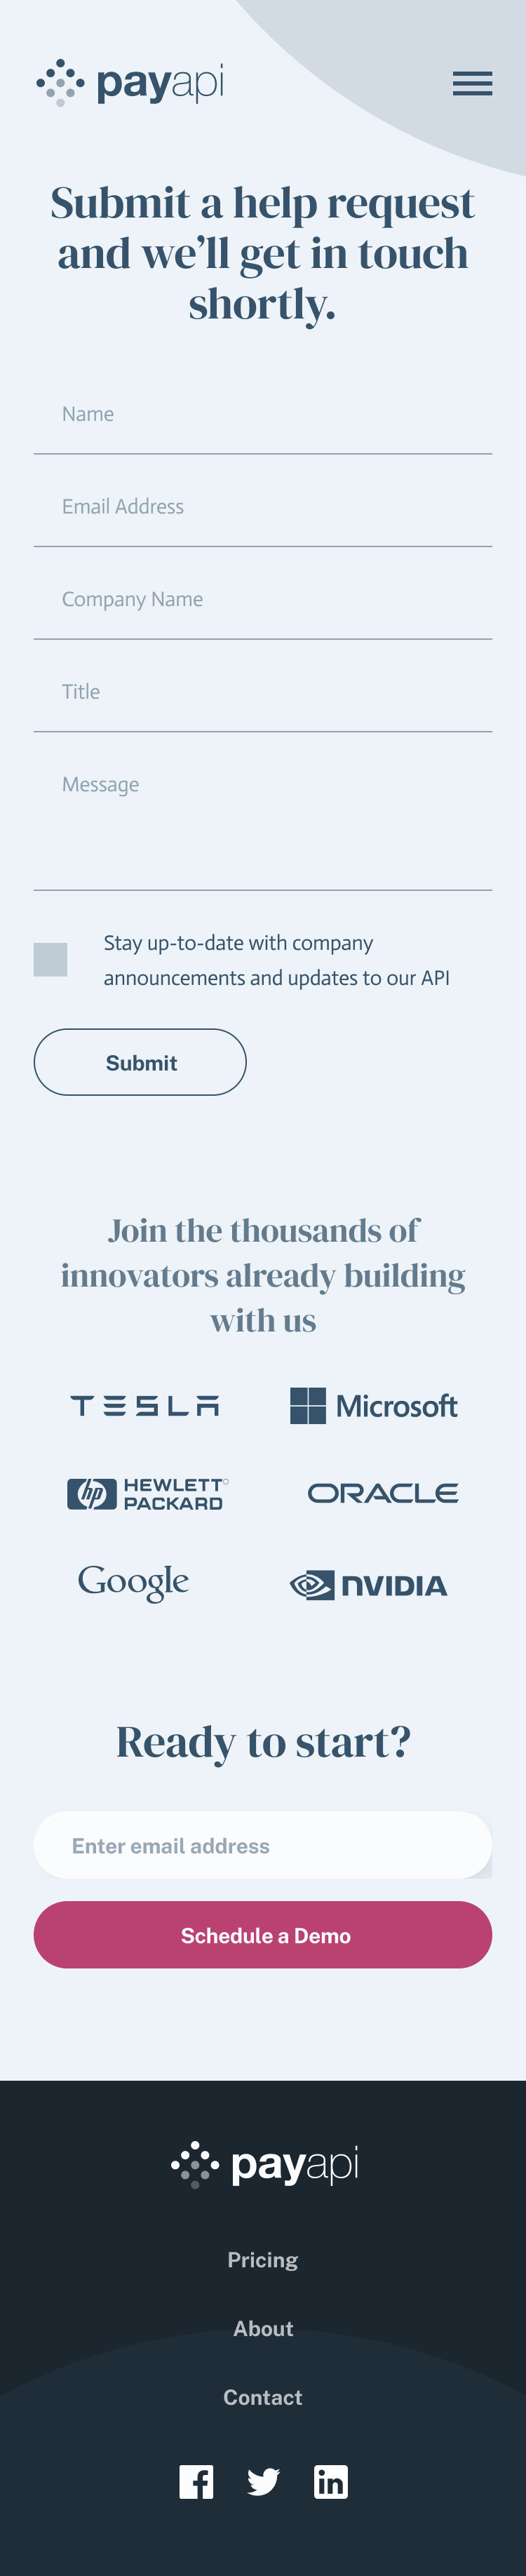 payapi
Submit a help request
and we’ll get in touch
shortly.
Name
Email Address
Company Name
Title
Message
Stay up-to-date with company
announcements and updates to our API
Submit
Join the thousands of
innovators already building
with us
TESLA
Microsoft
hp HEWLETT
PACKARD
ORACLE
Google
NVIDIA
Ready to start?
Enter email address
Schedule a Demo
payapi
Pricing
About
Contact
f
in